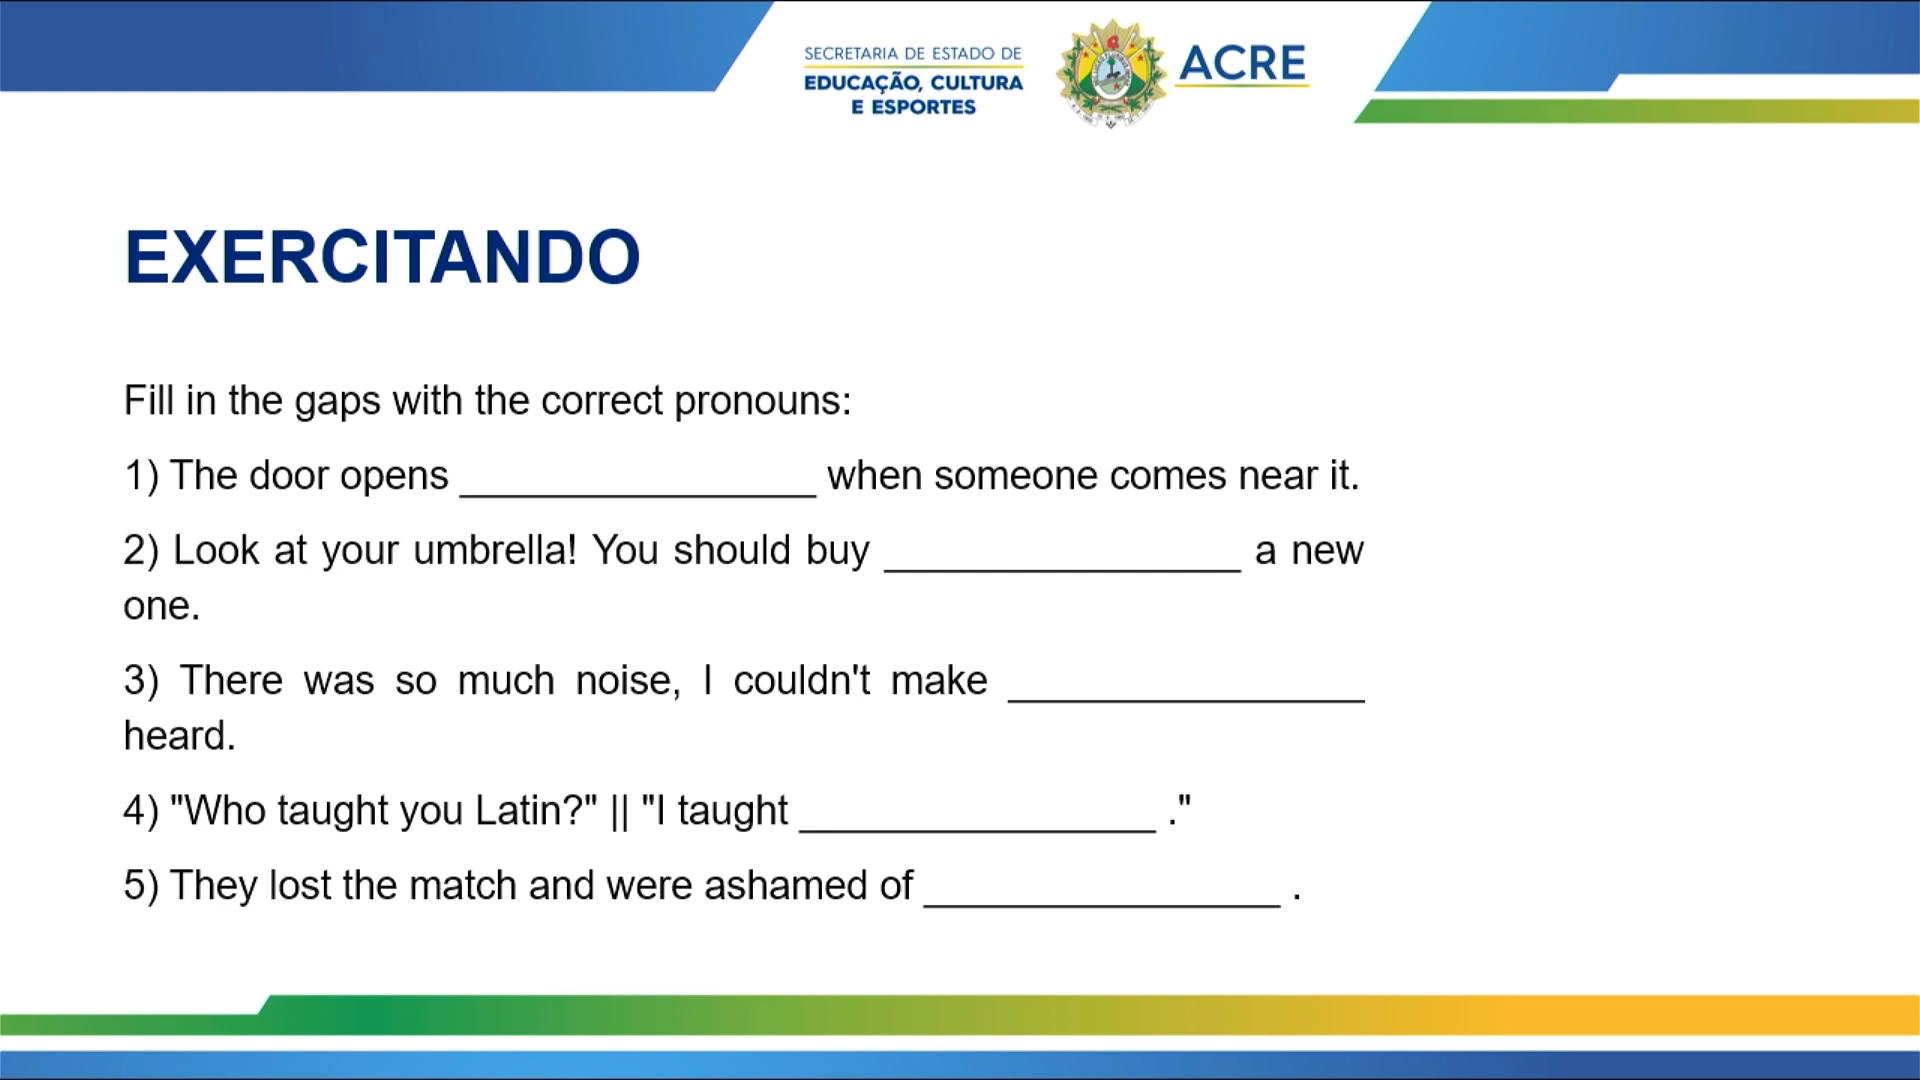 SECRETARIA DE ESTADO DE
EDUCAÇÃO, CULTURA
E ESPORTES
ACRE
EXERCITANDO
Fill in the gaps with the correct pronouns:
1) The door opens ________________ when someone comes near it.
2) Look at your umbrella! You should buy ________________ a new
one.
3) There was so much noise, I couldn't make ________________
heard.
4) "Who taught you Latin?" || "I taught ________________ ."
5) They lost the match and were ashamed of ________________ .